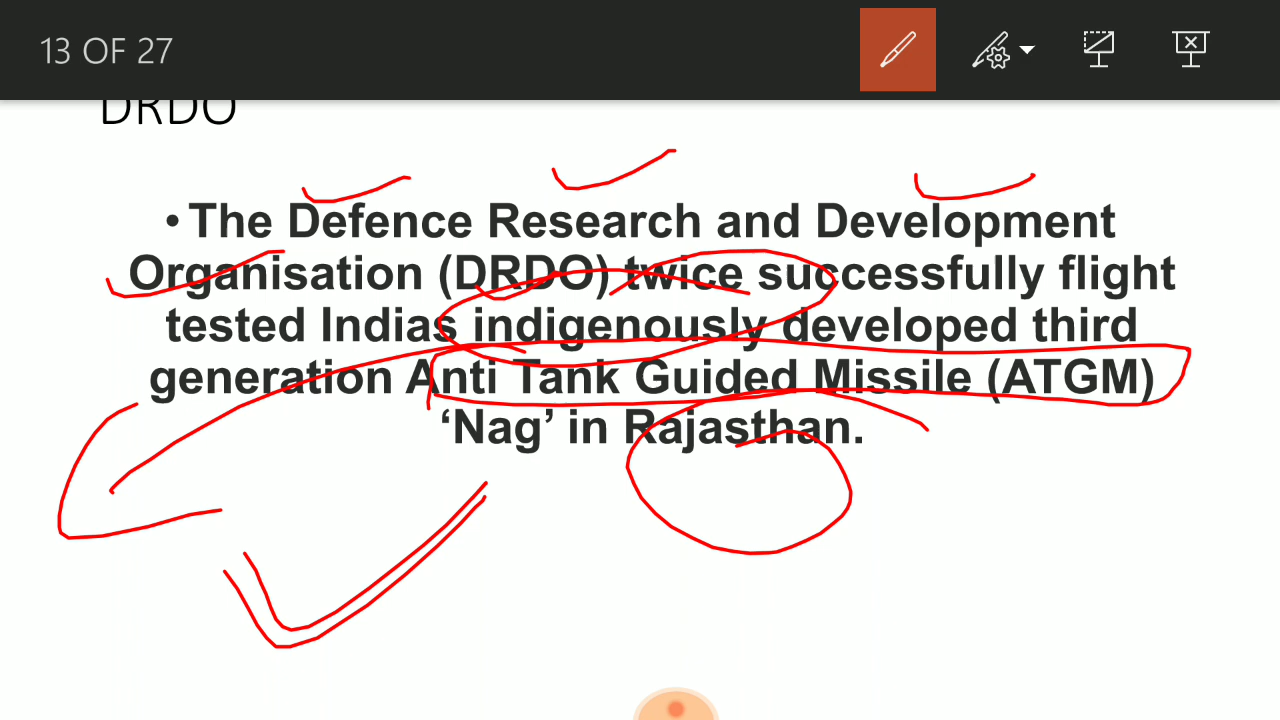 13 OF 27
DRDO
• The Defence Research and Development
Organisation (DRDO) twice successfully flight
tested Indias indigenously developed third
generation Anti Tank Guided Missile (ATGM)
‘Nag’ in Rajasthan.